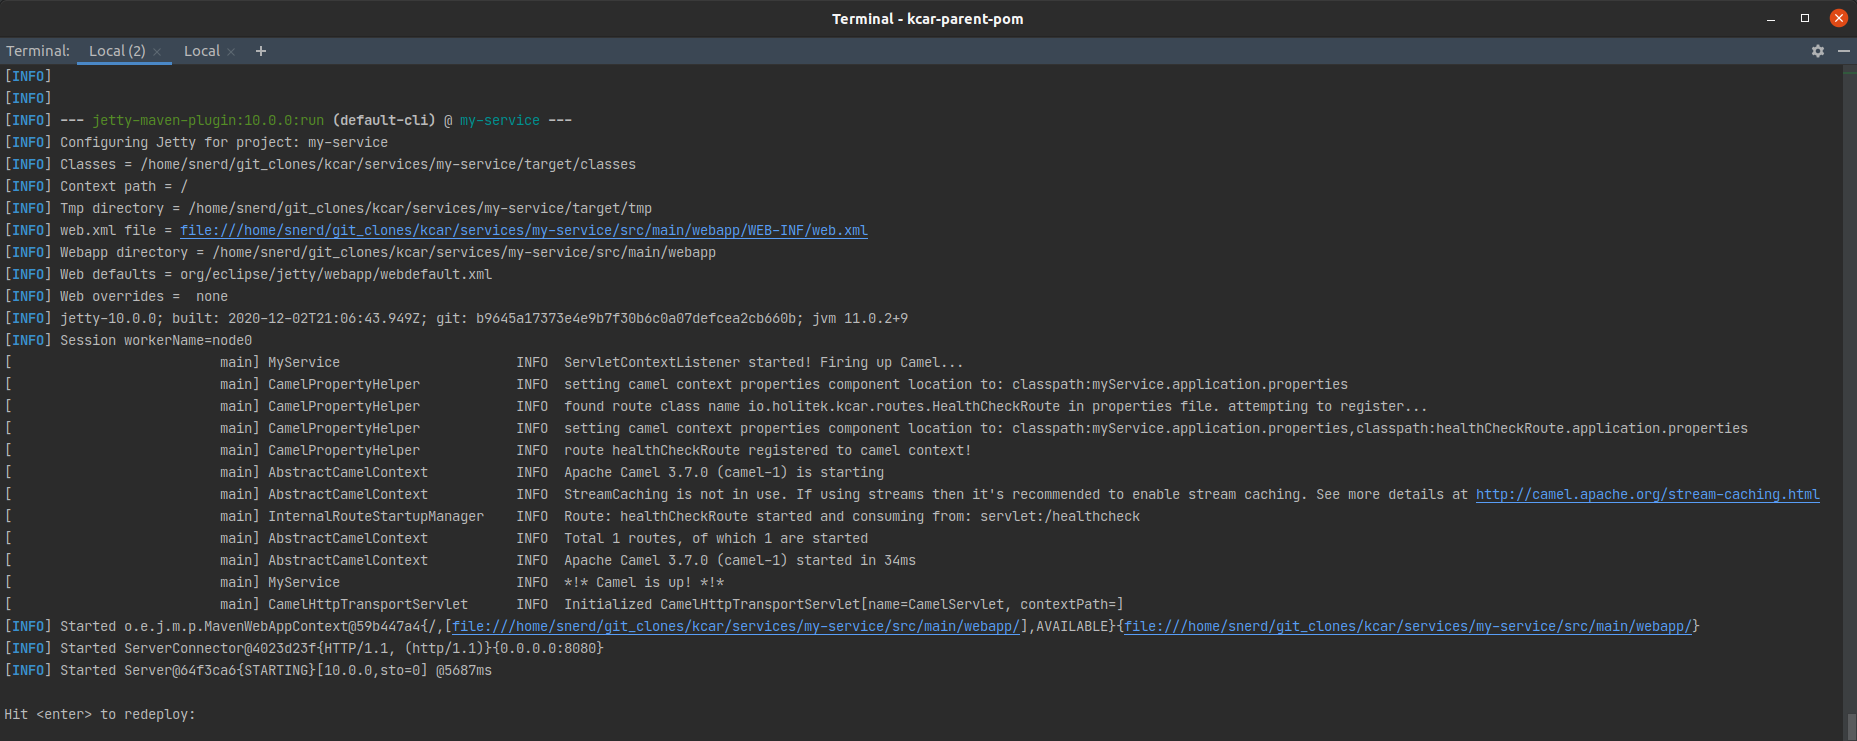 Terminal - kcar-parent-pom
Terminal: Local (2) × Local × +
[INFO]
[INFO]
[INFO] --- jetty-maven-plugin:10.0.0:run (default-cli) @ my-service ---
[INFO] Configuring Jetty for project: my-service
[INFO] Classes = /home/snerd/git_clones/kcar/services/my-service/target/classes
[INFO] Context path = /
[INFO] Tmp directory = /home/snerd/git_clones/kcar/services/my-service/target/tmp
[INFO] web.xml file = file:///home/snerd/git_clones/kcar/services/my-service/src/main/webapp/WEB-INF/web.xml
[INFO] Webapp directory = /home/snerd/git_clones/kcar/services/my-service/src/main/webapp
[INFO] Web defaults = org/eclipse/jetty/webapp/webdefault.xml
[INFO] Web overrides =  none
[INFO] jetty-10.0.0; built: 2020-12-02T21:06:43.949Z; git: b9645a17373e4e9b7f30b6c0a07defcea2cb660b; jvm 11.0.2+9
[INFO] Session workerName=node0
[                          main] MyService                      INFO  ServletContextListener started! Firing up Camel...
[                          main] CamelPropertyHelper            INFO  setting camel context properties component location to: classpath:myService.application.properties
[                          main] CamelPropertyHelper            INFO  found route class name io.holitek.kcar.routes.HealthCheckRoute in properties file. attempting to register...
[                          main] CamelPropertyHelper            INFO  setting camel context properties component location to: classpath:myService.application.properties,classpath:healthCheckRoute.application.properties
[                          main] CamelPropertyHelper            INFO  route healthCheckRoute registered to camel context!
[                          main] AbstractCamelContext           INFO  Apache Camel 3.7.0 (camel-1) is starting
[                          main] AbstractCamelContext           INFO  StreamCaching is not in use. If using streams then it's recommended to enable stream caching. See more details at http://camel.apache.org/stream-caching.html
[                          main] InternalRouteStartupManager    INFO  Route: healthCheckRoute started and consuming from: servlet:/healthcheck
[                          main] AbstractCamelContext           INFO  Total 1 routes, of which 1 are started
[                          main] AbstractCamelContext           INFO  Apache Camel 3.7.0 (camel-1) started in 34ms
[                          main] MyService                      INFO  *!* Camel is up! *!*
[                          main] CamelHttpTransportServlet      INFO  Initialized CamelHttpTransportServlet[name=CamelServlet, contextPath=]
[INFO] Started o.e.j.m.p.MavenWebAppContext@59b447a4{/,[file:///home/snerd/git_clones/kcar/services/my-service/src/main/webapp/],AVAILABLE}{file:///home/snerd/git_clones/kcar/services/my-service/src/main/webapp/}
[INFO] Started ServerConnector@4023d23f{HTTP/1.1, (http/1.1)}{0.0.0.0:8080}
[INFO] Started Server@64f3ca6{STARTING}[10.0.0,sto=0] @5687ms
Hit <enter> to redeploy: